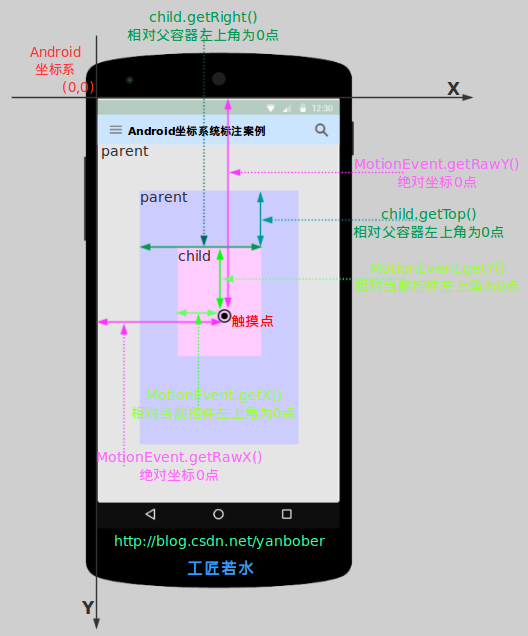 child.getRight()
相对父容器左上角为0点
Android
坐标系
(0,0)
X
12:30
Android坐标系统标注案例
parent
MotionEvent.getRawY()
绝对坐标0点
parent
child.getTop()
相对父容器左上角为0点
child
MotionEvent.getY()
相对当前控件左上角为0点
触摸点
MotionEvent.getX()
相对当前控件左上角为0点
MotionEvent.getRawX()
绝对坐标0点
http://blog.csdn.net/yanbober
工匠若水
Y